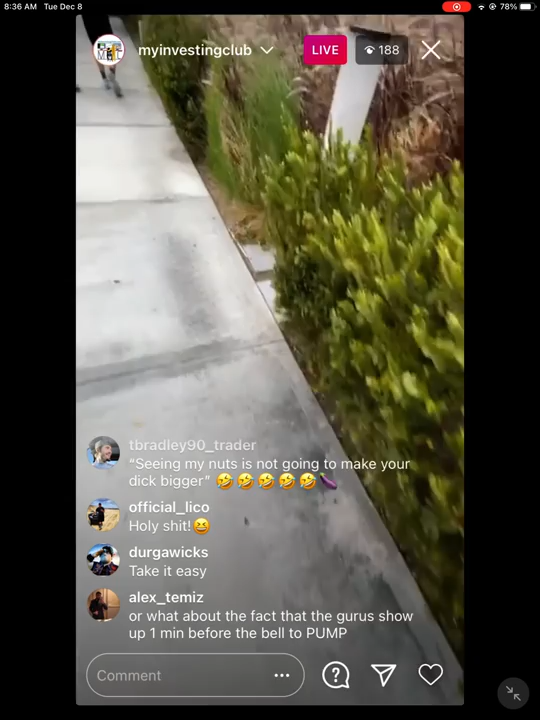 8:36 AM Tue Dec 8
78%
myinvestingclub
LIVE
188
tbradley90_trader
“Seeing my nuts is not going to make your
dick bigger” 🤣🤣🤣🤣🤣🍆
official_lico
Holy shit!😆
durgawicks
Take it easy
alex_temiz
or what about the fact that the gurus show
up 1 min before the bell to PUMP
Comment